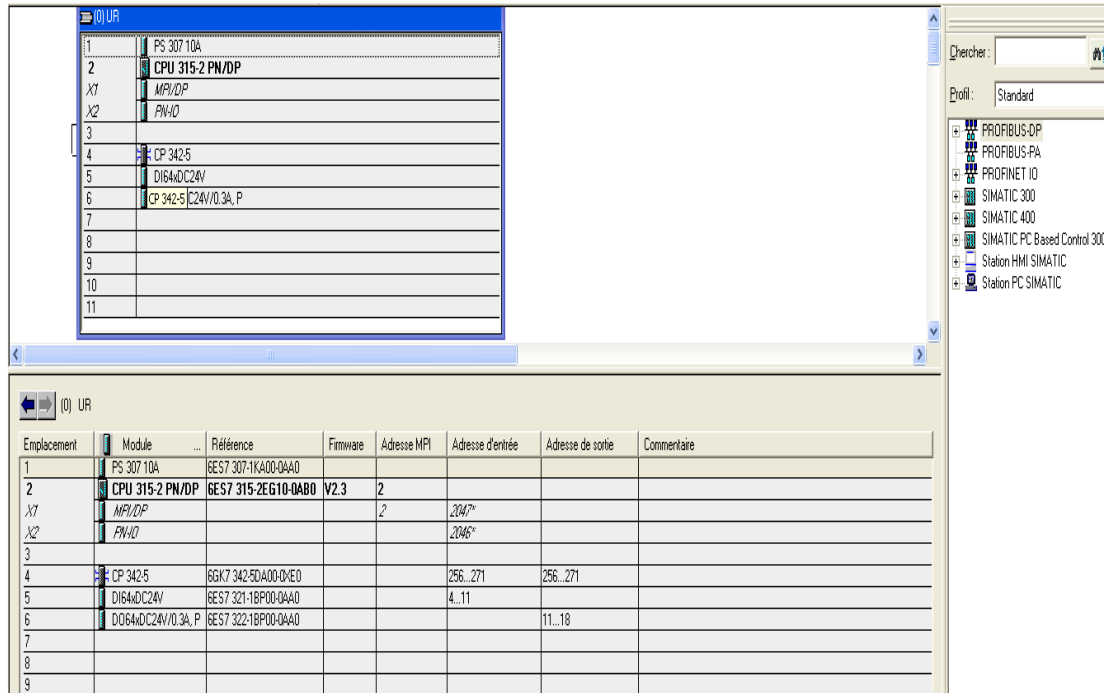 (0) UR
1 PS 307 10A
2 CPU 315-2 PN/DP
X1 MPI/DP
X2 PN-IO
3
4 CP 342-5
5 DI64xDC24V
6 CP 342-5 C24V/0.3A, P
7
8
9
10
11
Chercher :
Profil : Standard
PROFIBUS-DP
PROFIBUS-PA
PROFINET IO
SIMATIC 300
SIMATIC 400
SIMATIC PC Based Control 300
Station HMI SIMATIC
Station PC SIMATIC
(0) UR
Emplacement Module ... Référence Firmware Adresse MPI Adresse d'entrée Adresse de sortie Commentaire
1 PS 307 10A 6ES7 307-1KA00-0AA0
2 CPU 315-2 PN/DP 6ES7 315-2EG10-0AB0 V2.3 2
X1 MPI/DP 2 2047*
X2 PN-IO 2046*
3
4 CP 342-5 6GK7 342-5DA00-0XE0 256...271 256...271
5 DI64xDC24V 6ES7 321-1BP00-0AA0 4...11
6 DO64xDC24V/0.3A, P 6ES7 322-1BP00-0AA0 11...18
7
8
9